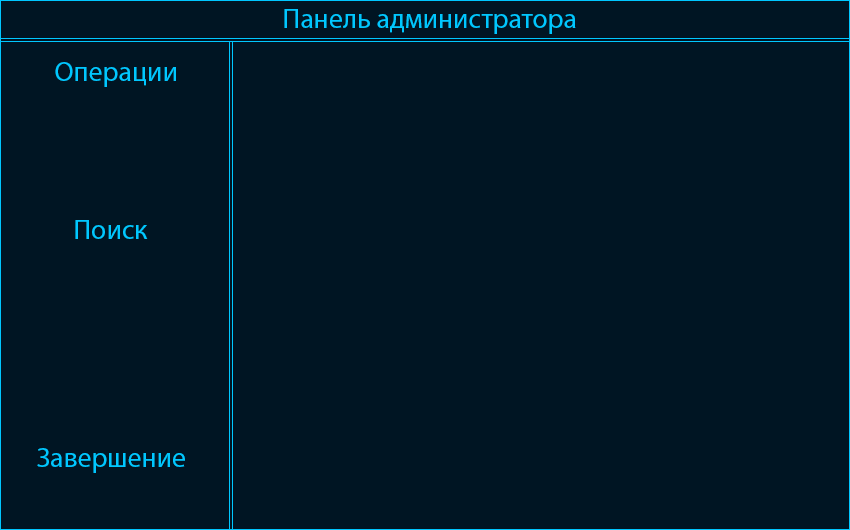 Панель администратора
Операции
Поиск
Завершение